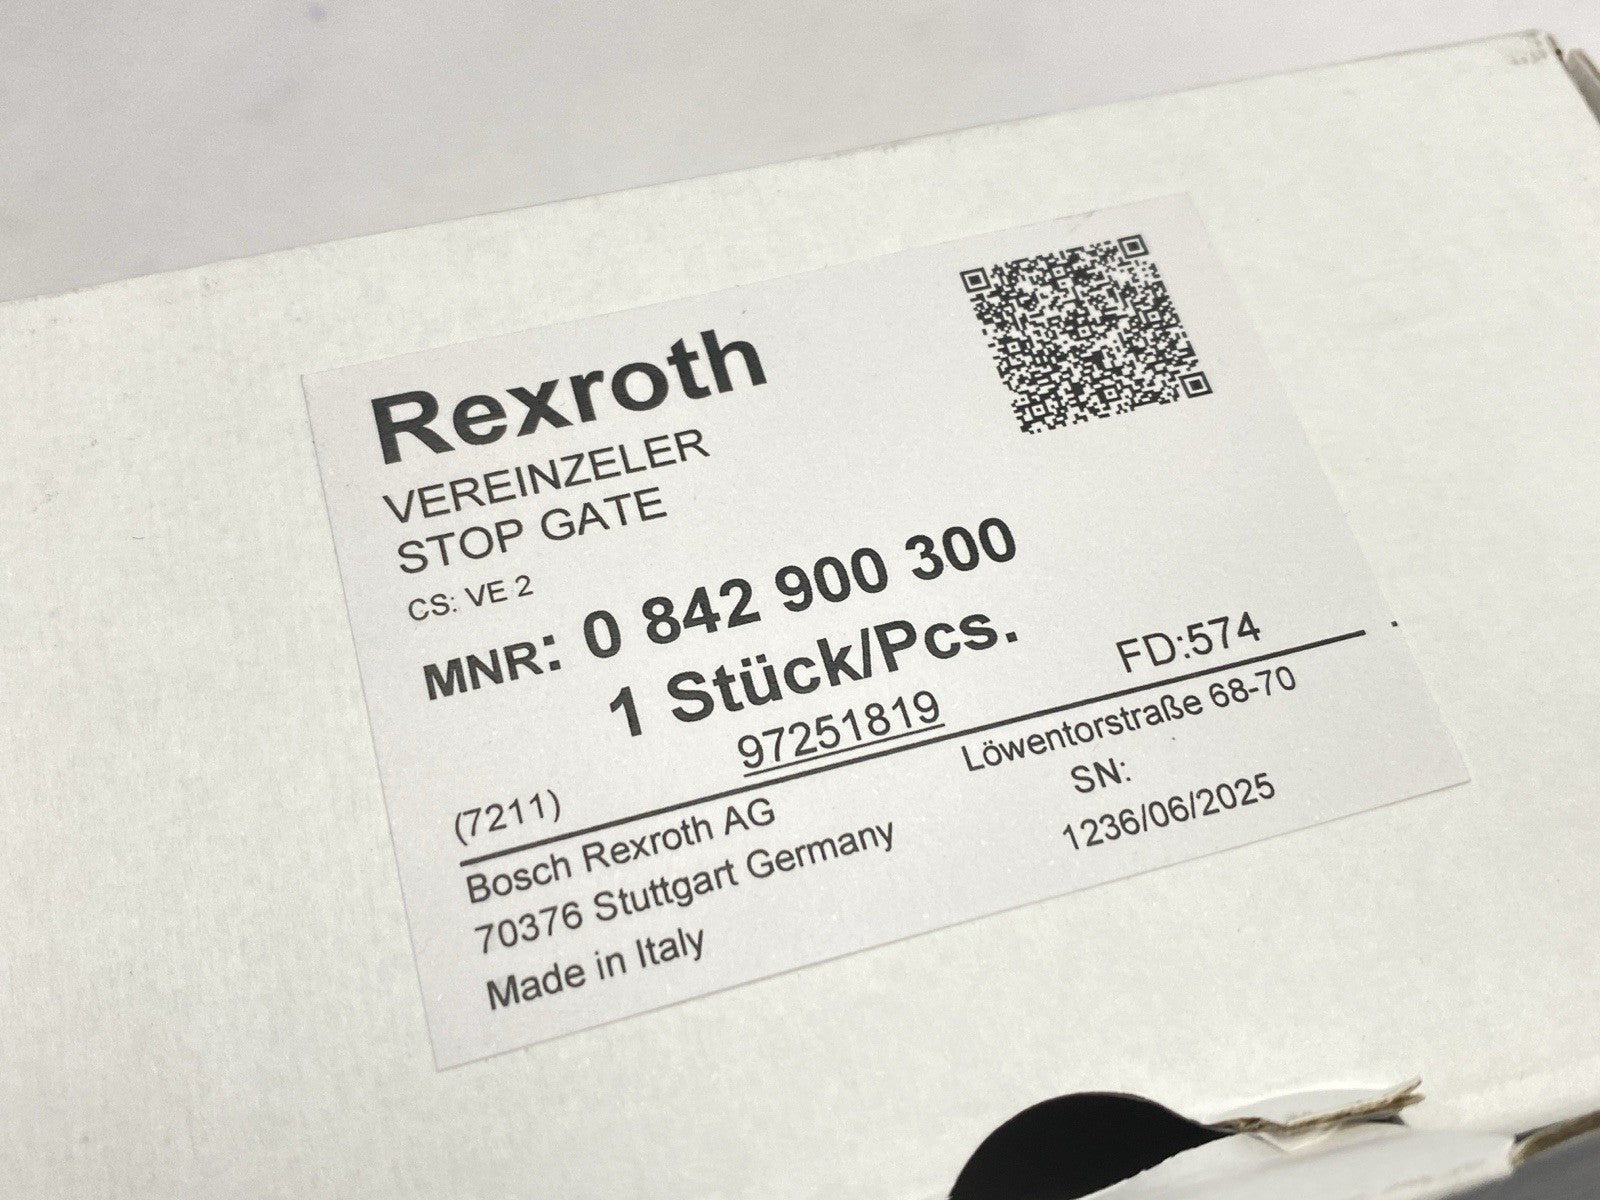 Rexroth
VEREINZELER
STOP GATE
CS: VE 2
MNR: 0 842 900 300
1 Stück/Pcs.
97251819
(7211) FD:574
Bosch Rexroth AG Löwentorstraße 68-70
70376 Stuttgart Germany SN:
Made in Italy 1236/06/2025